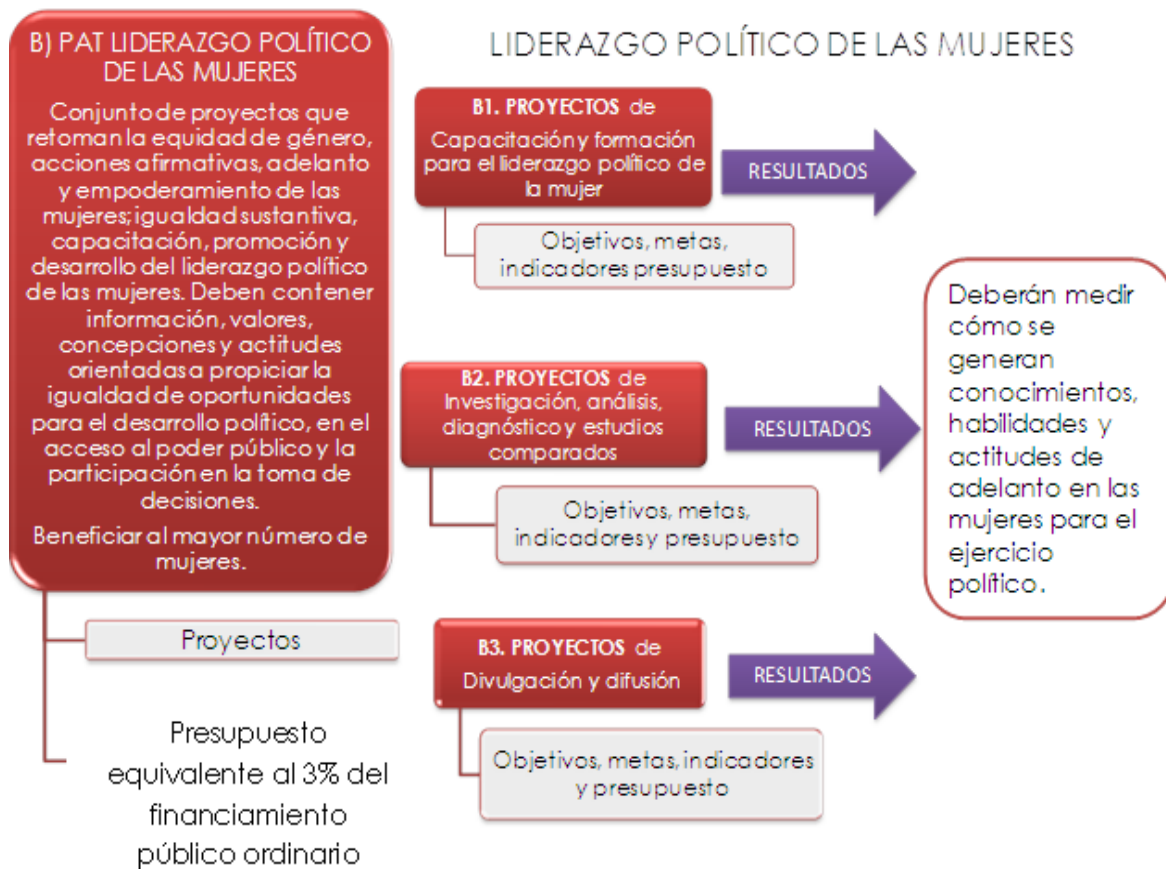 B) PAT LIDERAZGO POLÍTICO
DE LAS MUJERES
Conjunto de proyectos que
retoman la equidad de género,
acciones afirmativas, adelanto
y empoderamiento de las
mujeres; igualdad sustantiva,
capacitación, promoción y
desarrollo del liderazgo político
de las mujeres. Deben contener
información, valores,
concepciones y actitudes
orientadas a propiciar la
igualdad de oportunidades
para el desarrollo político, en el
acceso al poder público y la
participación en la toma de
decisiones.
Beneficiar al mayor número de
mujeres.
Proyectos
Presupuesto
equivalente al 3% del
financiamiento
público ordinario
LIDERAZGO POLÍTICO DE LAS MUJERES
B1. PROYECTOS de
Capacitación y formación
para el liderazgo político de
la mujer
RESULTADOS
Objetivos, metas,
indicadores presupuesto
B2. PROYECTOS de
Investigación, análisis,
diagnóstico y estudios
comparados
RESULTADOS
Objetivos, metas,
indicadores y presupuesto
B3. PROYECTOS de
Divulgación y difusión
RESULTADOS
Objetivos, metas, indicadores
y presupuesto
Deberán medir
cómo se
generan
conocimientos,
habilidades y
actitudes de
adelanto en las
mujeres para el
ejercicio
político.